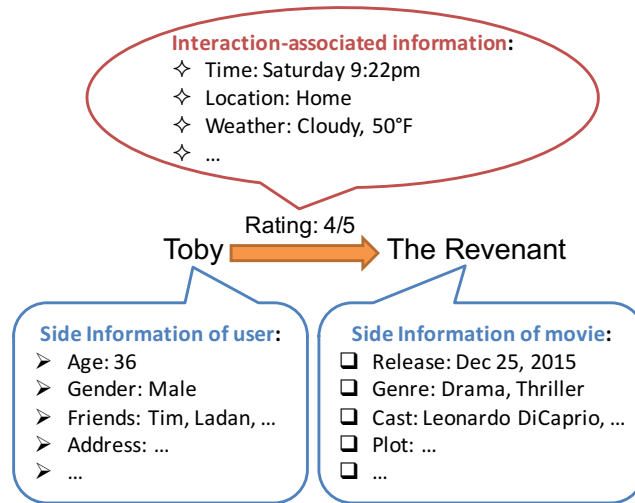 Interaction-associated information:
✧ Time: Saturday 9:22pm
✧ Location: Home
✧ Weather: Cloudy, 50°F
✧ ...
Rating: 4/5
Toby The Revenant
Side Information of user:
➢ Age: 36
➢ Gender: Male
➢ Friends: Tim, Ladan, ...
➢ Address: ...
➢ ...
Side Information of movie:
❑ Release: Dec 25, 2015
❑ Genre: Drama, Thriller
❑ Cast: Leonardo DiCaprio, ...
❑ Plot: ...
❑ ...